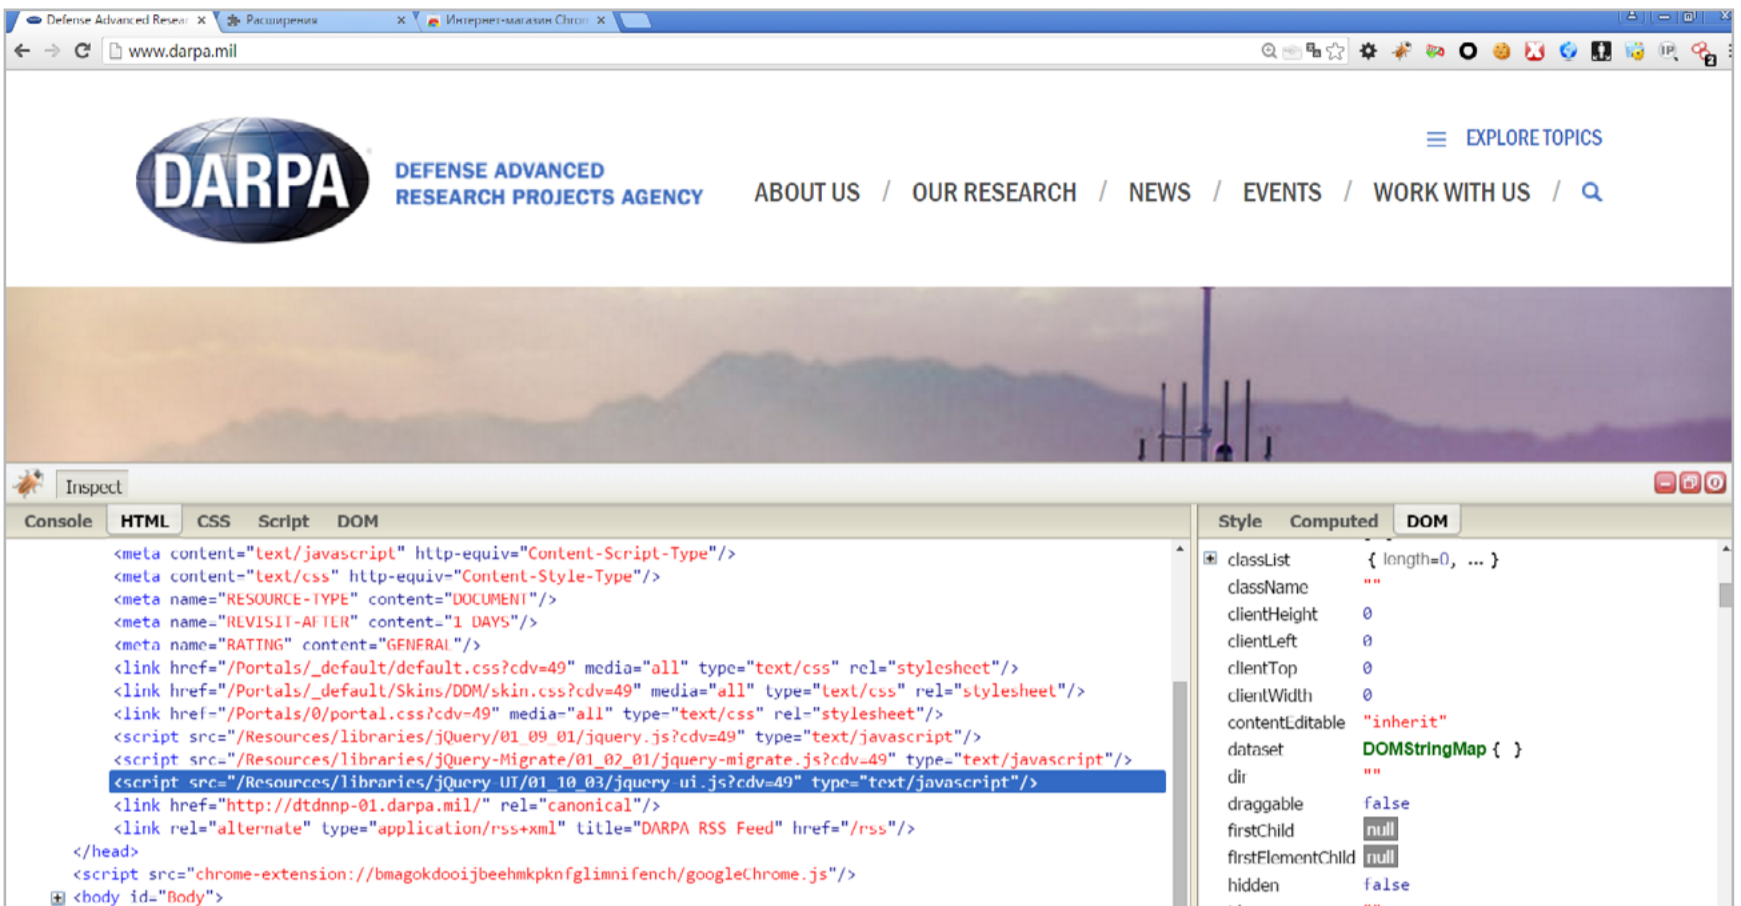 Defense Advanced Resear
Расширения
Интернет-магазин Chron
www.darpa.mil
IP
2
EXPLORE TOPICS
DARPA
DEFENSE ADVANCED
RESEARCH PROJECTS AGENCY
ABOUT US / OUR RESEARCH / NEWS / EVENTS / WORK WITH US /
Inspect
Console HTML CSS Script DOM
<meta content="text/javascript" http-equiv="Content-Script-Type"/>
<meta content="text/css" http-equiv="Content-Style-Type"/>
<meta name="RESOURCE-TYPE" content="DOCUMENT"/>
<meta name="REVISIT-AFTER" content="1 DAYS"/>
<meta name="RATING" content="GENERAL"/>
<link href="/Portals/_default/default.css?cdv=49" media="all" type="text/css" rel="stylesheet"/>
<link href="/Portals/_default/Skins/DDM/skin.css?cdv=49" media="all" type="text/css" rel="stylesheet"/>
<link href="/Portals/0/portal.css?cdv=49" media="all" type="text/css" rel="stylesheet"/>
<script src="/Resources/libraries/jQuery/01_09_01/jquery.js?cdv=49" type="text/javascript"/>
<script src="/Resources/libraries/jQuery-Migrate/01_02_01/jquery-migrate.js?cdv=49" type="text/javascript"/>
<script src="/Resources/libraries/jQuery-UI/01_10_03/jquery-ui.js?cdv=49" type="text/javascript"/>
<link href="http://dtdnnp-01.darpa.mil/" rel="canonical"/>
<link rel="alternate" type="application/rss+xml" title="DARPA RSS Feed" href="/rss"/>
</head>
<script src="chrome-extension://bmagokdooijbeehmkpknfglimnifench/googleChrome.js"/>
<body id="Body">
Style Computed DOM
classList { length=0, ... }
className ""
clientHeight 0
clientLeft 0
clientTop 0
clientWidth 0
contentEditable "inherit"
dataset DOMStringMap { }
dir ""
draggable false
firstChild null
firstElementChild null
hidden false